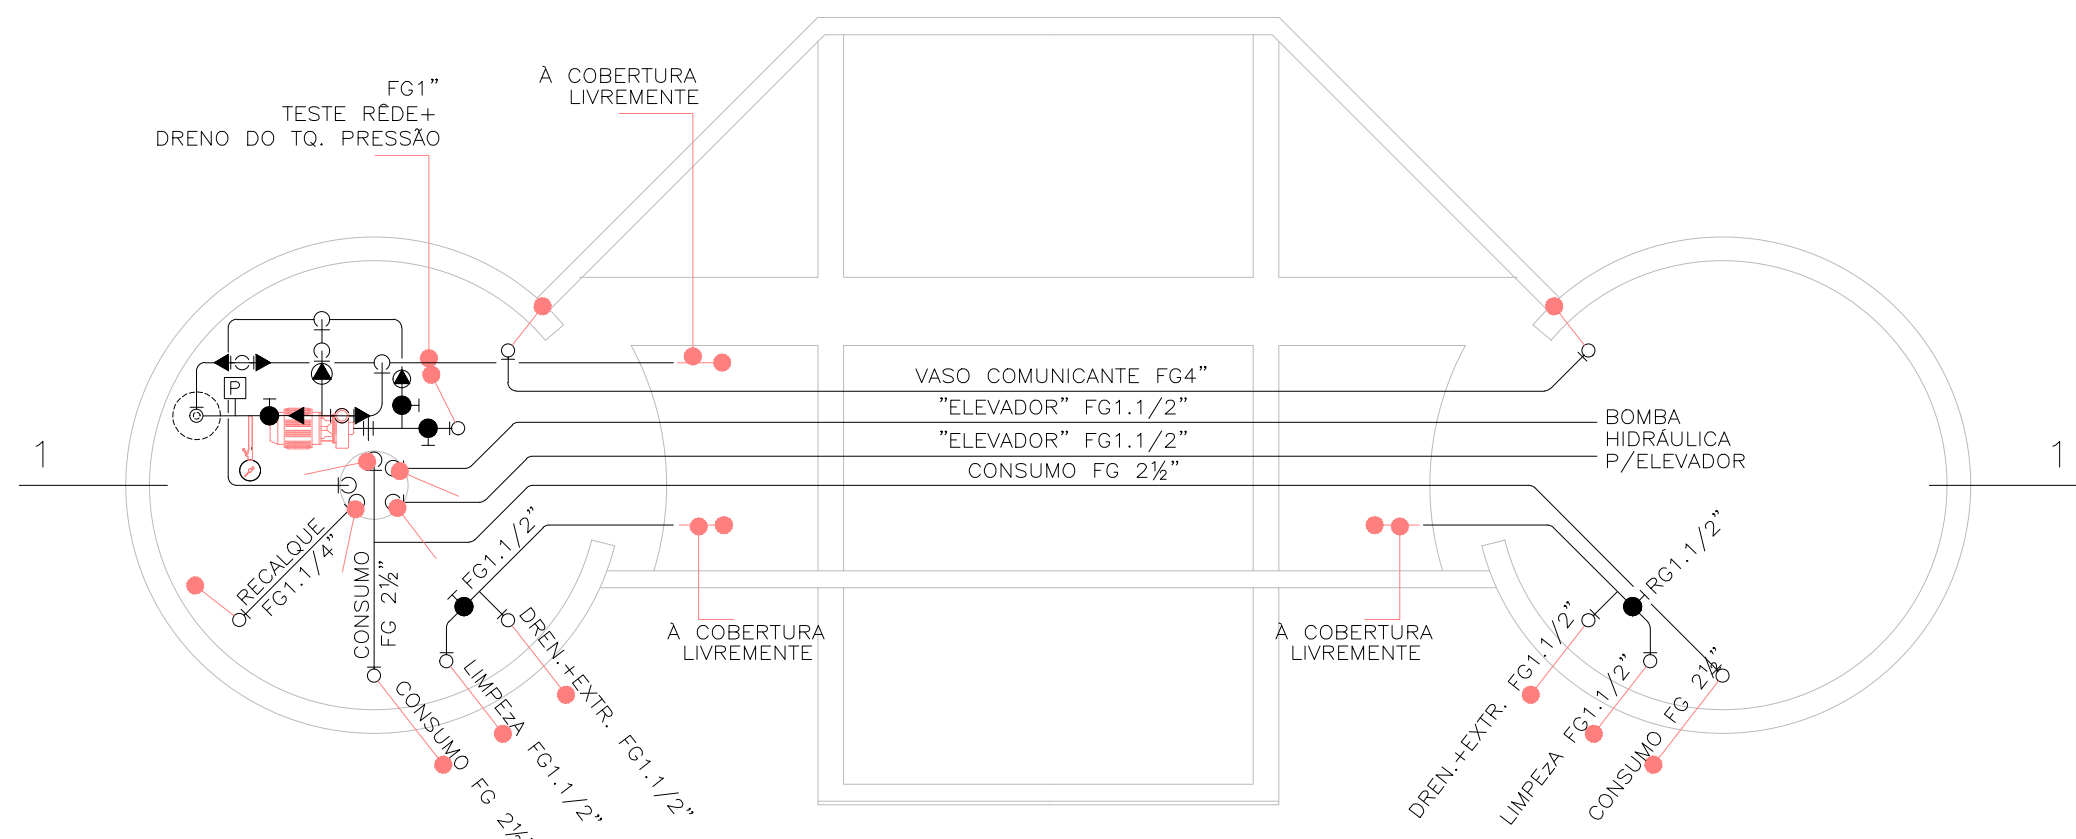 FG1”
TESTE RÊDE+
DRENO DO TQ. PRESSÃO
À COBERTURA
LIVREMENTE
P
VASO COMUNICANTE FG4”
"ELEVADOR" FG1.1/2”
"ELEVADOR" FG1.1/2”
CONSUMO FG 2½”
BOMBA
HIDRÁULICA
P/ELEVADOR
1
1
RECALQUE
FG1.1/4”
CONSUMO
FG 2½”
FG1.1/2”
DREN.+EXTR. FG1.1/2”
LIMPEzA FG1.1/2”
CONSUMO FG 2½”
À COBERTURA
LIVREMENTE
À COBERTURA
LIVREMENTE
RG1.1/2”
DREN.+EXTR. FG1.1/2”
LIMPEzA FG1.1/2”
CONSUMO FG 2½”